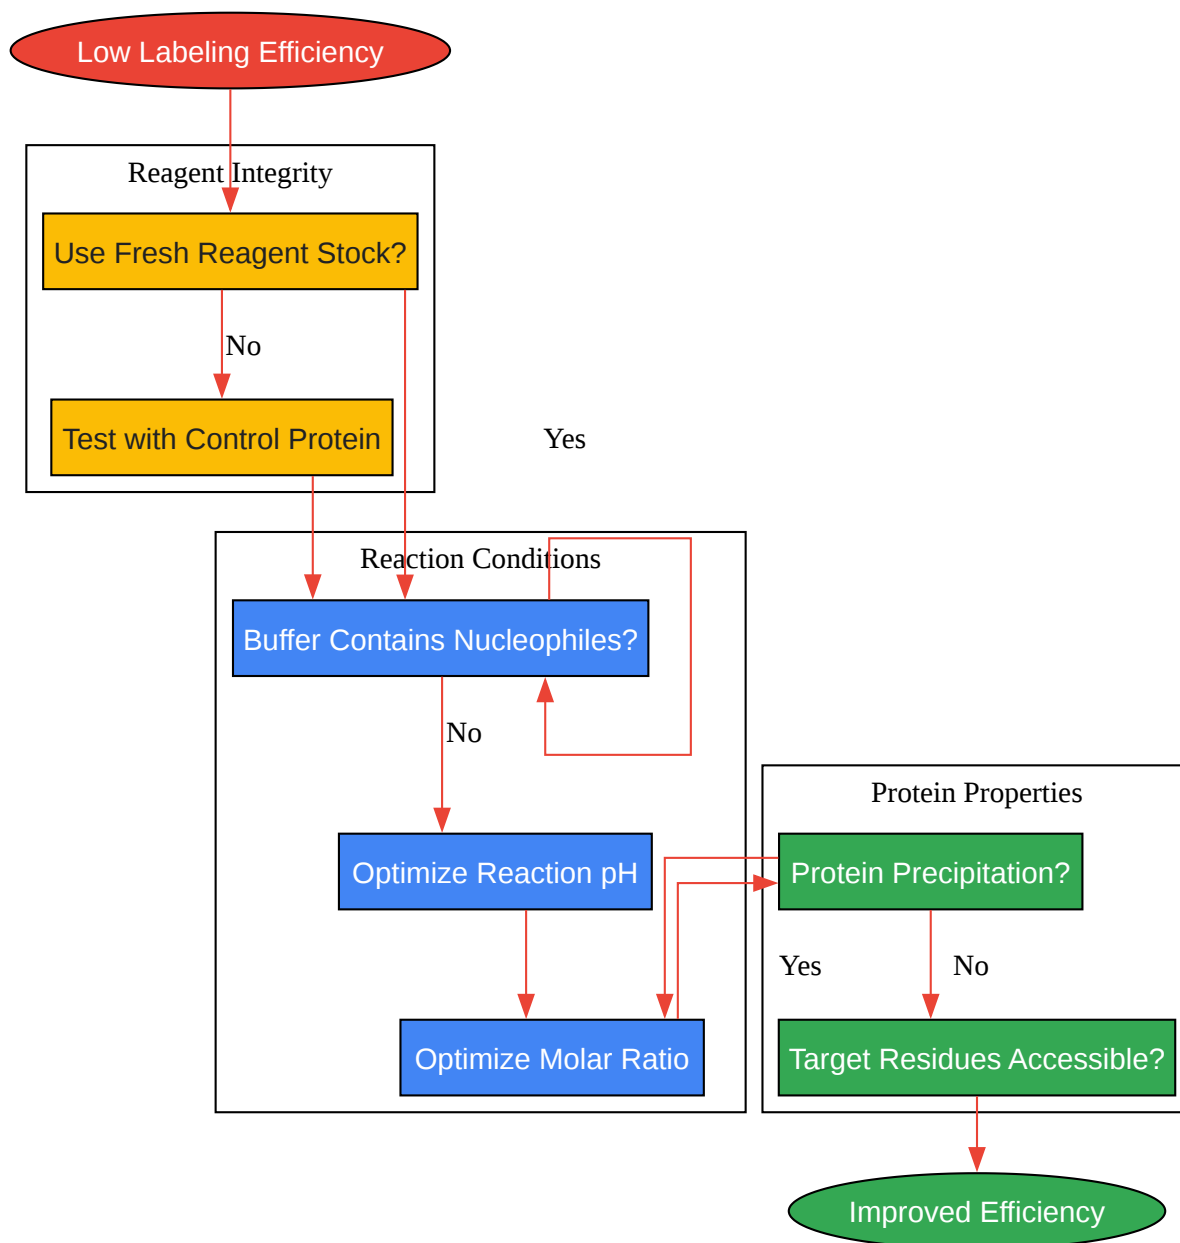 Low Labeling Efficiency
Reagent Integrity
Use Fresh Reagent Stock?
No
Test with Control Protein
Yes
Reaction Conditions
Buffer Contains Nucleophiles?
No
Optimize Reaction pH
Optimize Molar Ratio
Protein Properties
Protein Precipitation?
Yes
No
Target Residues Accessible?
Improved Efficiency